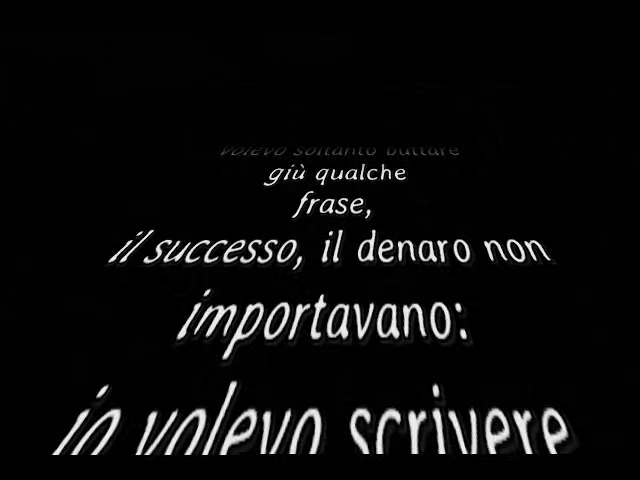 volevo soltanto buttare
giù qualche
frase,
il successo, il denaro non
importavano:
io volevo scrivere